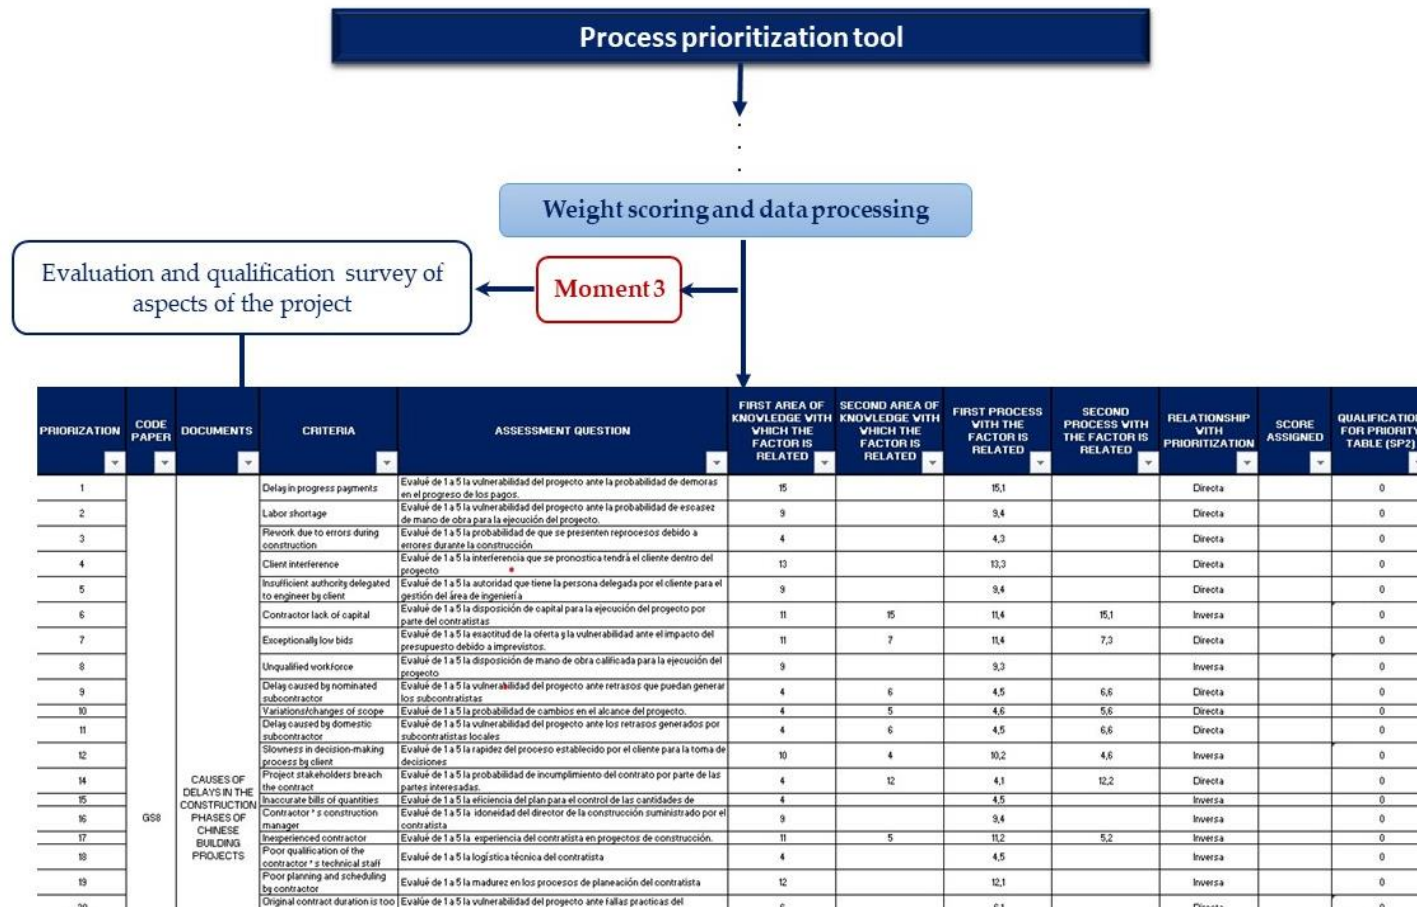 Process prioritization tool
.
.
.
Weight scoring and data processing
Evaluation and qualification survey of
aspects of the project
Moment 3
PRIORIZATION
CODE
PAPER
DOCUMENTS
CRITERIA
ASSESSMENT QUESTION
FIRST AREA OF
KNOWLEDGE WITH
WHICH THE
FACTOR IS
RELATED
SECOND AREA OF
KNOWLEDGE WITH
WHICH THE
FACTOR IS
RELATED
FIRST PROCESS
WITH THE
FACTOR IS
RELATED
SECOND
PROCESS WITH
THE FACTOR IS
RELATED
RELATIONSHIP
WITH
PRIORITIZATION
SCORE
ASSIGNED
QUALIFICATION
FOR PRIORITY
TABLE (SP2)
GS8
CAUSES OF
DELAYS IN THE
CONSTRUCTION
PHASES OF
CHINESE
BUILDING
PROJECTS
1 Delay in progress payments Evalué de 1 a 5 la vulnerabilidad del proyecto ante la probabilidad de demoras
en el progreso de los pagos. 15 15,1 Directa 0
2 Labor shortage Evalué de 1 a 5 la vulnerabilidad del proyecto ante la probabilidad de escasez
de mano de obra para la ejecución del proyecto. 9 9,4 Directa 0
3 Rework due to errors during Evalué de 1 a 5 la probabilidad de que se presenten reprocesos debido a
construction errores durante la construcción 4 4,3 Directa 0
4 Client interference Evalué de 1 a 5 la interferencia que se pronostica tendrá el cliente dentro del
proyecto 13 13,3 Directa 0
5 Insufficient authority delegated Evalué de 1 a 5 la autoridad que tiene la persona delegada por el cliente para el
to engineer by client gestión del área de ingeniería 9 9,4 Directa 0
6 Contractor lack of capital Evalué de 1 a 5 la disposición de capital para la ejecución del proyecto por
parte del contratistas 11 15 11,4 15,1 Inversa 0
7 Exceptionally low bids Evalué de 1 a 5 la exactitud de la oferta y la vulnerabilidad ante el impacto del
presupuesto debido a imprevistos. 11 7 11,4 7,3 Directa 0
8 Unqualified workforce Evalué de 1 a 5 la disposición de mano de obra calificada para la ejecución del
proyecto 9 9,3 Inversa 0
9 Delay caused by nominated Evalué de 1 a 5 la vulnerabilidad del proyecto ante retrasos que puedan generar
subcontractor los subcontratistas 4 6 4,5 6,6 Directa 0
10 Variations/changes of scope Evalué de 1 a 5 la probabilidad de cambios en el alcance del proyecto. 4 5 4,6 5,6 Directa 0
11 Delay caused by domestic Evalué de 1 a 5 la vulnerabilidad del proyecto ante los retrasos generados por
subcontractor subcontratistas locales 4 6 4,5 6,6 Directa 0
12 Slowness in decision-making Evalué de 1 a 5 la rapidez del proceso establecido por el cliente para la toma de
process by client decisiones 10 4 10,2 4,6 Inversa 0
14 Project stakeholders breach Evalué de 1 a 5 la probabilidad de incumplimiento del contrato por parte de las
the contract partes interesadas. 4 12 4,1 12,2 Directa 0
15 Inaccurate bills of quantities Evalué de 1 a 5 la eficiencia del plan para el control de las cantidades de 4 4,5 Inversa 0
16 Contractor's construction Evalué de 1 a 5 la idoneidad del director de la construcción suministrado por el
manager contratista 9 9,4 Inversa 0
17 Inexperienced contractor Evalué de 1 a 5 la experiencia del contratista en proyectos de construcción. 11 5 11,2 5,2 Inversa 0
18 Poor qualification of the
contractor's technical staff Evalué de 1 a 5 la logística técnica del contratista 4 4,5 Inversa 0
19 Poor planning and scheduling
by contractor Evalué de 1 a 5 la madurez en los procesos de planeación del contratista 12 12,1 Inversa 0
Original contract duration is too Evalúe de 1 a 5 la vulnerabilidad del proyecto ante fallas practicas del